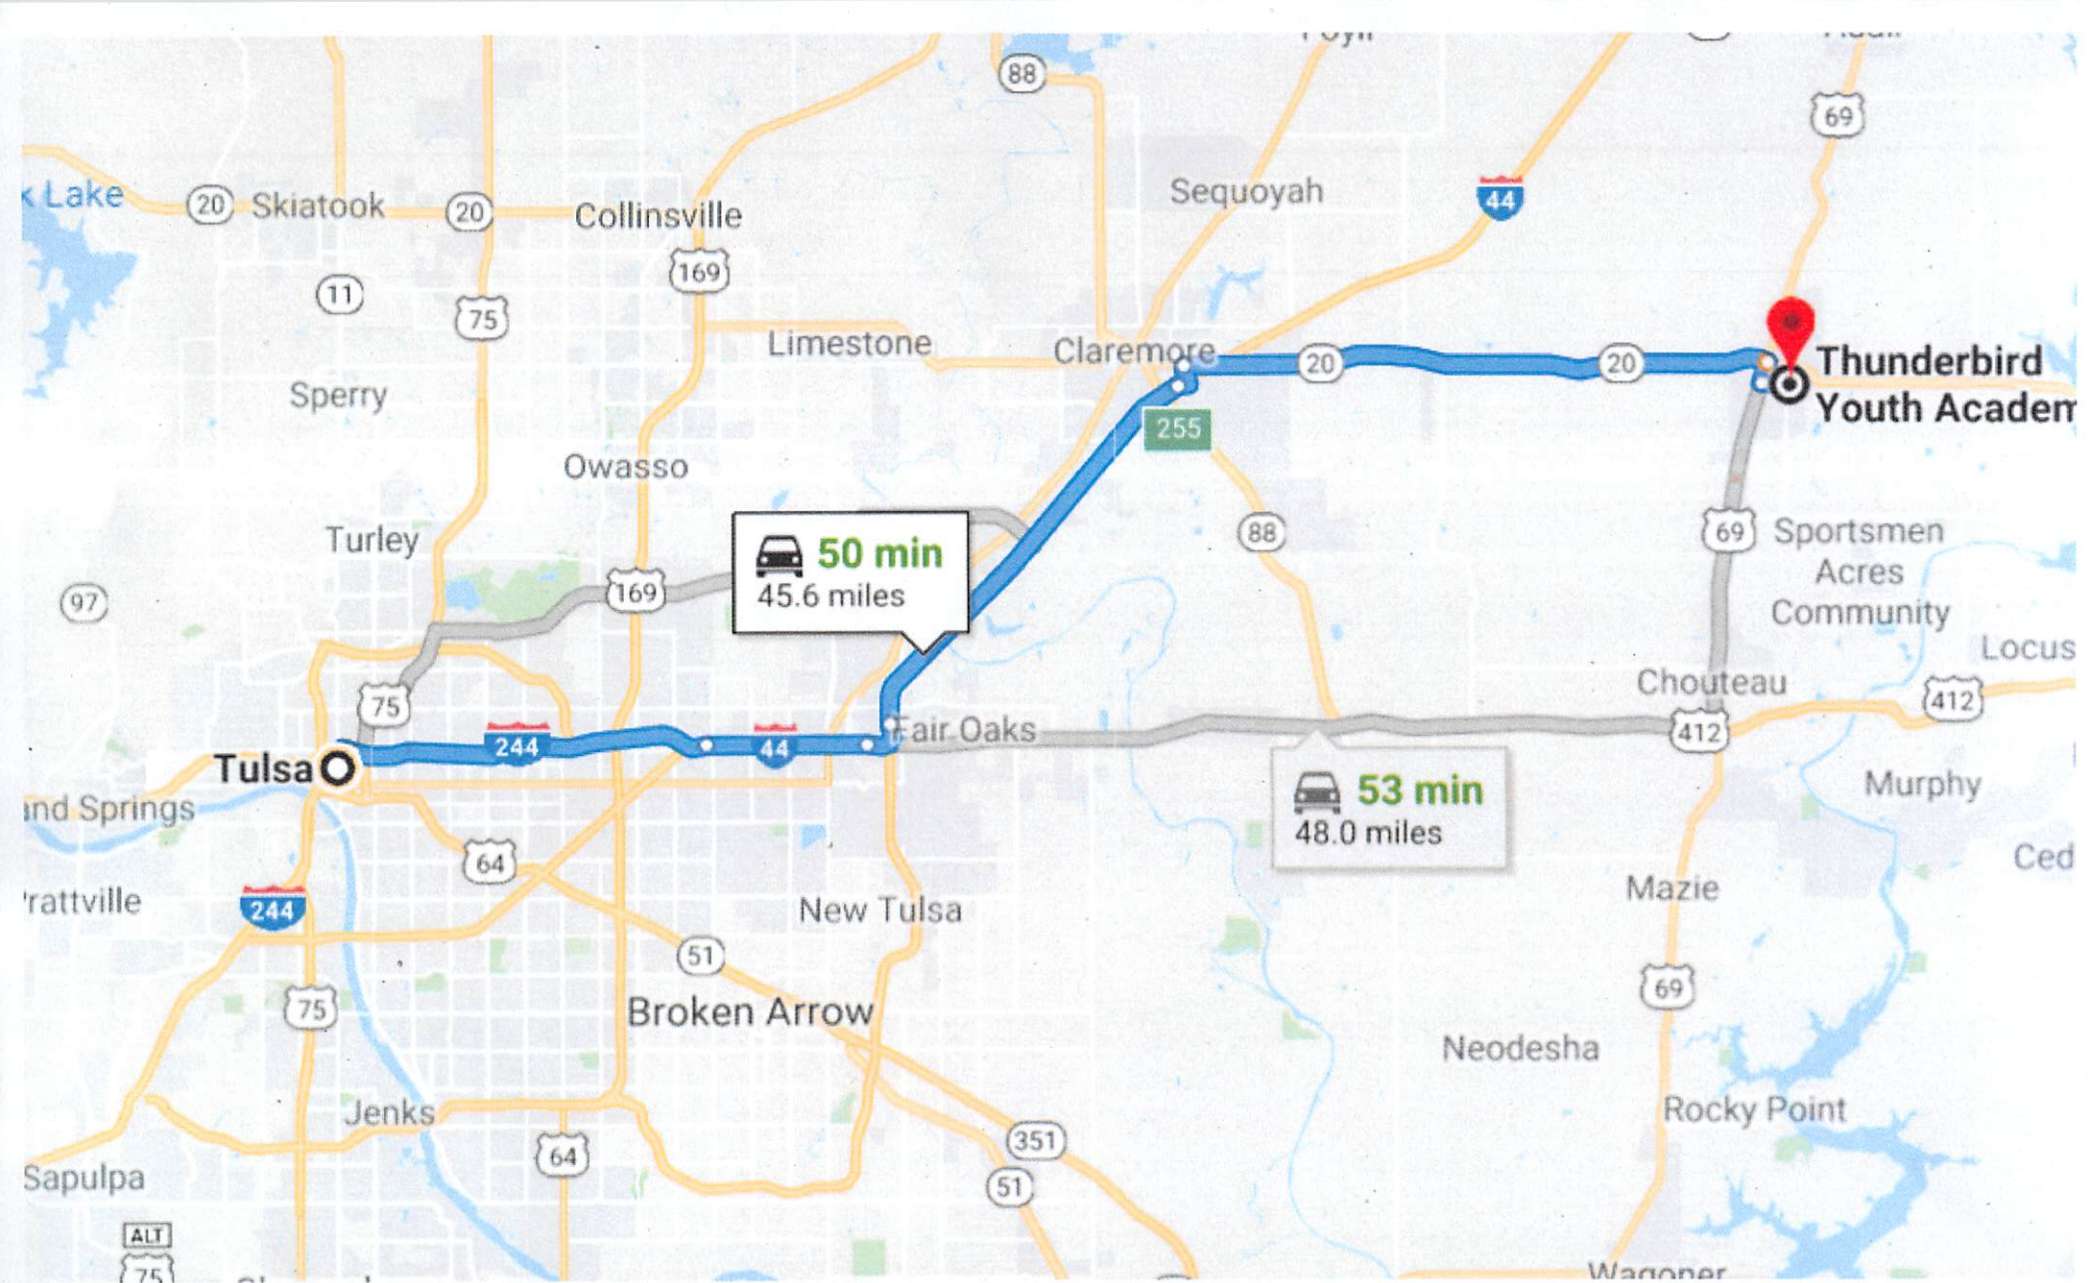 88
69
k Lake
20
Skiatook
20
Collinsville
Sequoyah
44
169
11
75
Limestone
Claremore
20
20
Thunderbird
Youth Academ
Sperry
255
Owasso
Turley
88
69
Sportsmen
Acres
Community
50 min
45.6 miles
97
169
Locus
75
Chouteau
412
Fair Oaks
412
244
44
Tulsa
53 min
48.0 miles
Murphy
and Springs
64
Ced
Mazie
Prattville
244
New Tulsa
51
69
75
Broken Arrow
Neodesha
Jenks
Rocky Point
351
64
51
Sapulpa
ALT
75
Wagoner